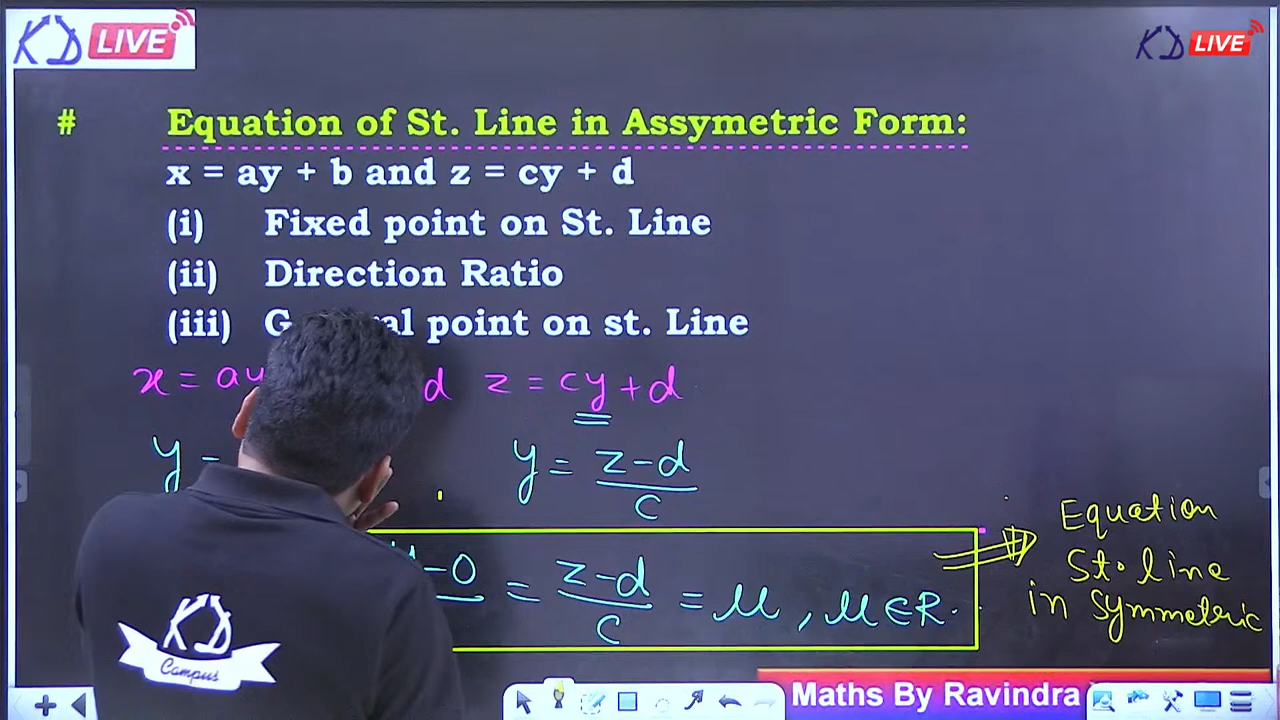 KD LIVE
KD LIVE
# Equation of St. Line in Assymetric Form:
x = ay + b and z = cy + d
(i) Fixed point on St. Line
(ii) Direction Ratio
(iii) G al point on st. Line
x = ay d z = cy + d
y = y = z-d
c
y-0 = z-d = μ , μ∈R.
c
Equation
St. line
in Symmetric
KD
Campus
Maths By Ravindra